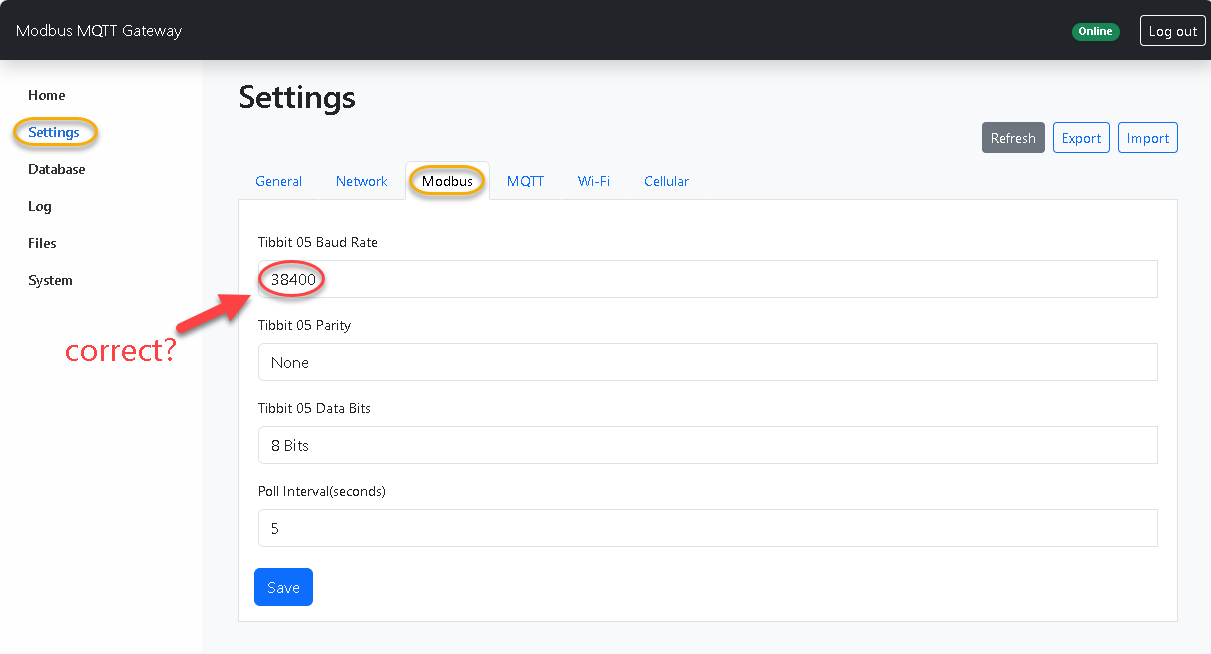 Modbus MQTT Gateway
Online
Log out
Home
Settings
Database
Log
Files
System
Settings
Refresh
Export
Import
General
Network
Modbus
MQTT
Wi-Fi
Cellular
Tibbit 05 Baud Rate
38400
correct?
Tibbit 05 Parity
None
Tibbit 05 Data Bits
8 Bits
Poll Interval(seconds)
5
Save